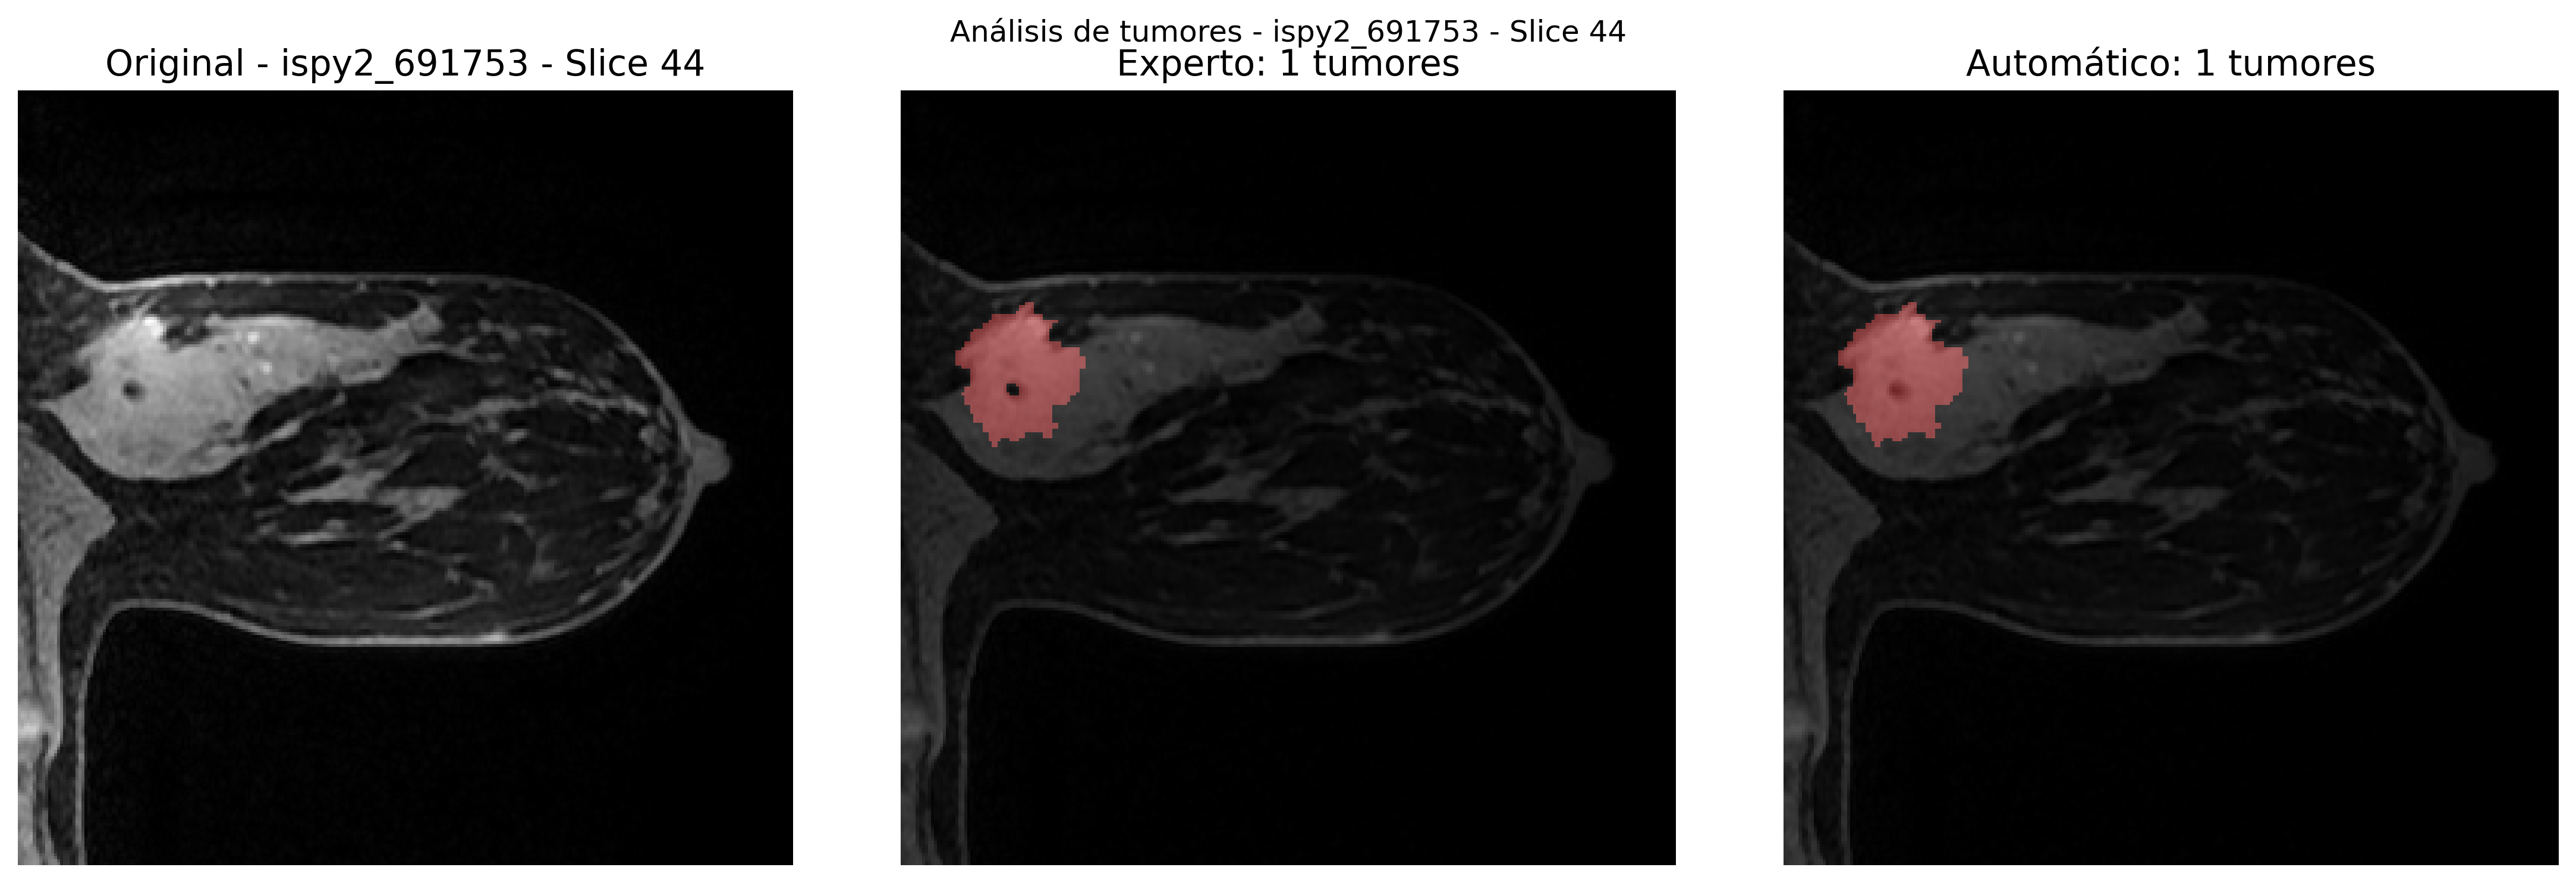 Análisis de tumores - ispy2_691753 - Slice 44
Original - ispy2_691753 - Slice 44
Experto: 1 tumores
Automático: 1 tumores